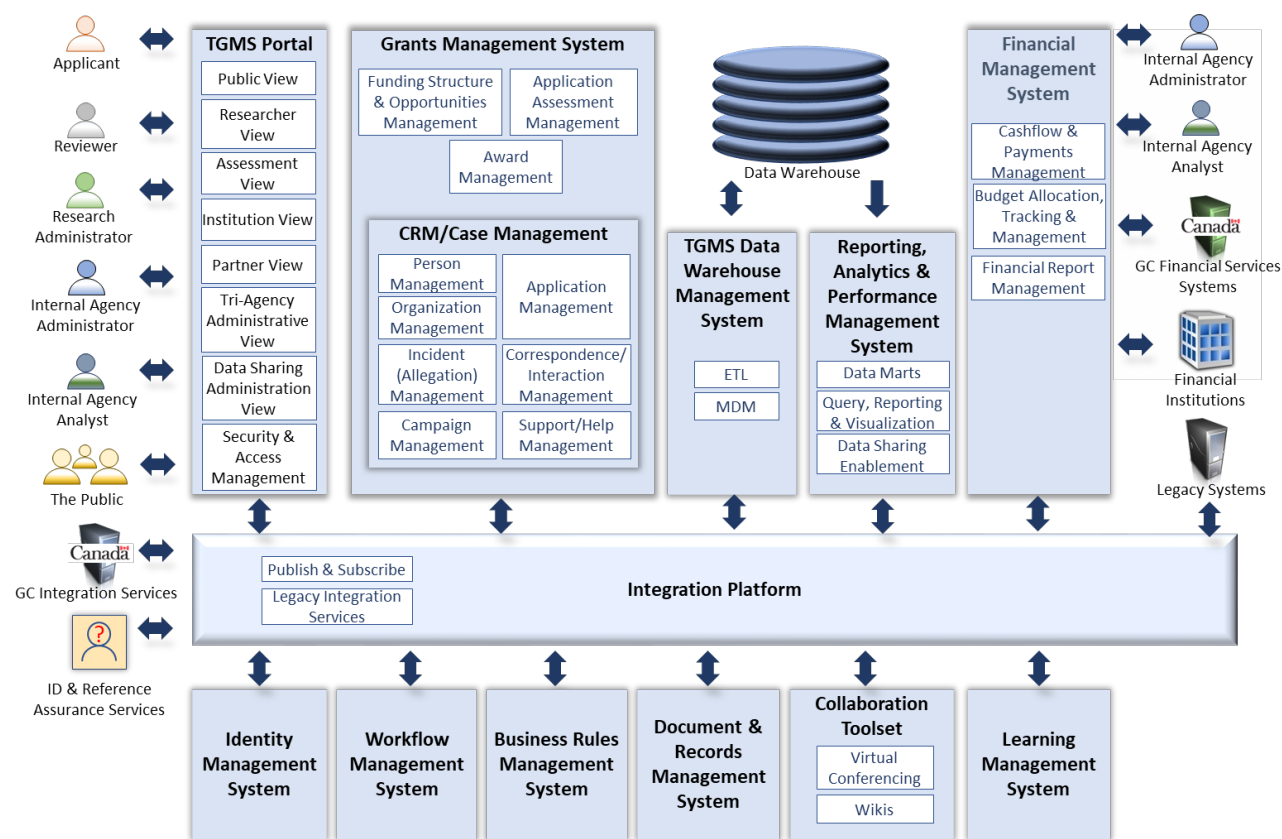 Applicant
Reviewer
Research
Administrator
Internal Agency
Administrator
Internal Agency
Analyst
The Public
Canada
GC Integration Services
?
ID & Reference
Assurance Services
TGMS Portal
Public View
Researcher
View
Assessment
View
Institution View
Partner View
Tri-Agency
Administrative
View
Data Sharing
Administration
View
Security &
Access
Management
Grants Management System
Funding Structure
& Opportunities
Management
Application
Assessment
Management
Award
Management
CRM/Case Management
Person
Management
Organization
Management
Application
Management
Incident
(Allegation)
Management
Correspondence/
Interaction
Management
Campaign
Management
Support/Help
Management
Data Warehouse
TGMS Data
Warehouse
Management
System
ETL
MDM
Reporting,
Analytics &
Performance
Management
System
Data Marts
Query, Reporting
& Visualization
Data Sharing
Enablement
Financial
Management
System
Cashflow &
Payments
Management
Budget Allocation,
Tracking &
Management
Financial Report
Management
Internal Agency
Administrator
Internal Agency
Analyst
Canada
GC Financial Services
Systems
Financial
Institutions
Legacy Systems
Publish & Subscribe
Legacy Integration
Services
Integration Platform
Identity
Management
System
Workflow
Management
System
Business Rules
Management
System
Document &
Records
Management
System
Collaboration
Toolset
Virtual
Conferencing
Wikis
Learning
Management
System